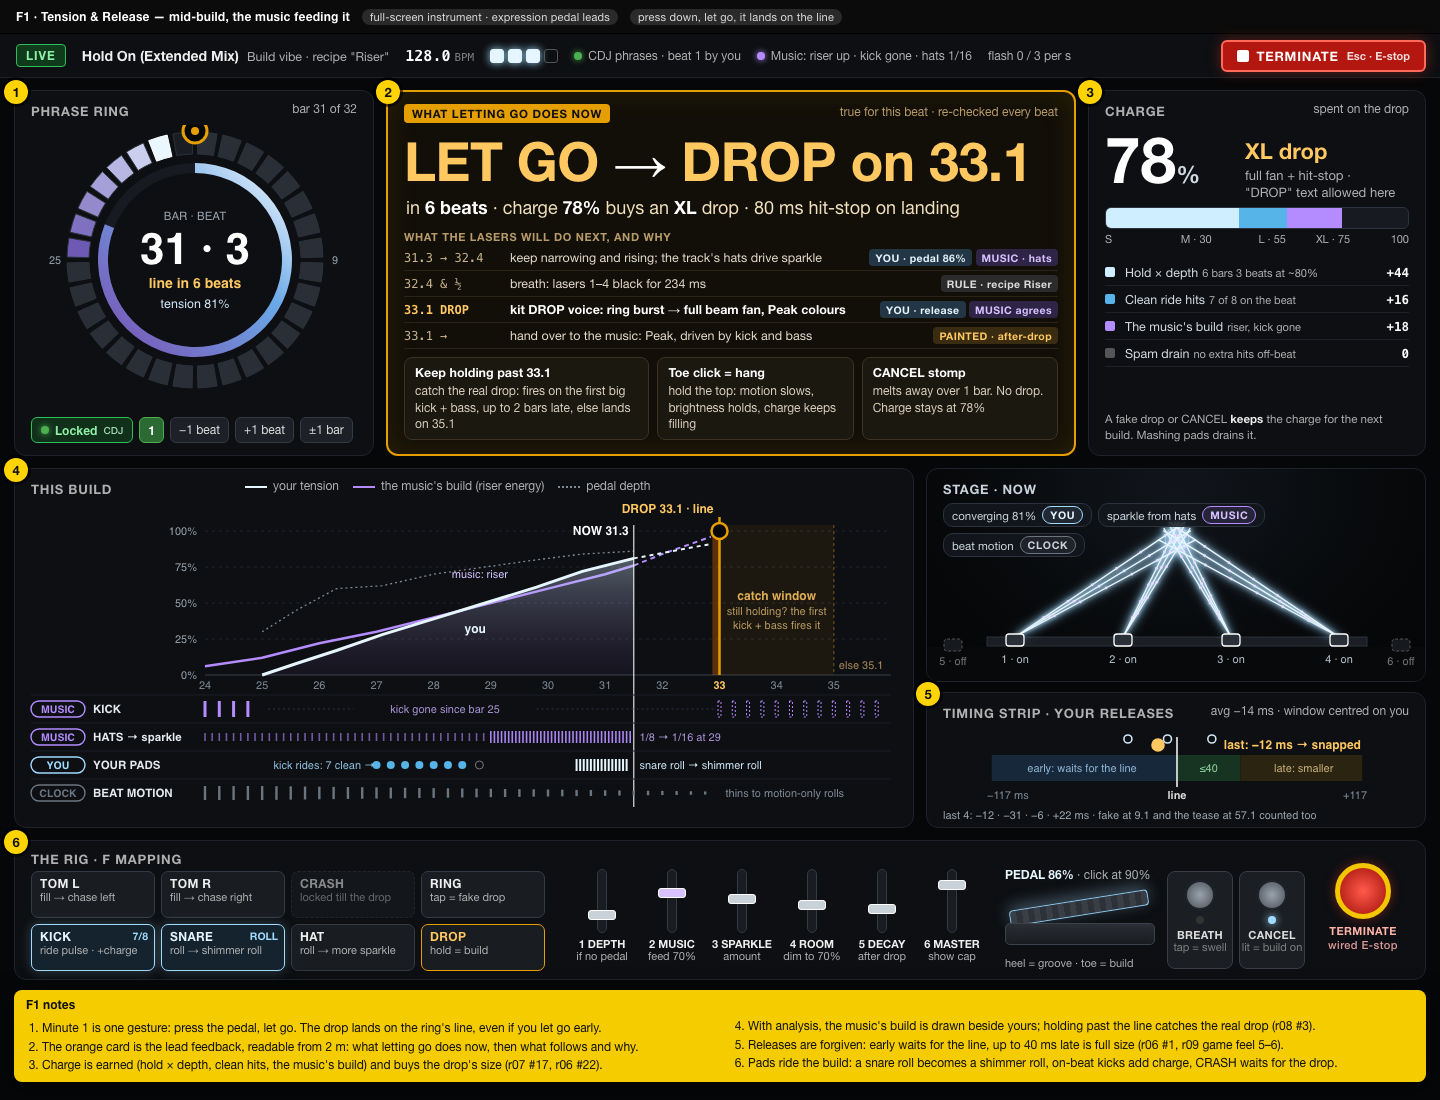 F1 · Tension & Release — mid-build, the music feeding it
full-screen instrument · expression pedal leads
press down, let go, it lands on the line
LIVE
Hold On (Extended Mix) Build vibe · recipe "Riser"
128.0 BPM
CDJ phrases · beat 1 by you
Music: riser up · kick gone · hats 1/16
flash 0 / 3 per s
TERMINATE Esc · E-stop
1
PHRASE RING
bar 31 of 32
25
9
BAR · BEAT
31 · 3
line in 6 beats
tension 81%
Locked CDJ
1
−1 beat
+1 beat
±1 bar
2
WHAT LETTING GO DOES NOW
true for this beat · re-checked every beat
LET GO → DROP on 33.1
in 6 beats · charge 78% buys an XL drop · 80 ms hit-stop on landing
WHAT THE LASERS WILL DO NEXT, AND WHY
31.3 → 32.4 keep narrowing and rising; the track's hats drive sparkle YOU · pedal 86% MUSIC · hats
32.4 & ½ breath: lasers 1–4 black for 234 ms RULE · recipe Riser
33.1 DROP kit DROP voice: ring burst → full beam fan, Peak colours YOU · release MUSIC agrees
33.1 → hand over to the music: Peak, driven by kick and bass PAINTED · after-drop
Keep holding past 33.1
catch the real drop: fires on the first big
kick + bass, up to 2 bars late, else lands
on 35.1
Toe click = hang
hold the top: motion slows,
brightness holds, charge keeps
filling
CANCEL stomp
melts away over 1 bar. No drop.
Charge stays at 78%
3
CHARGE
spent on the drop
78%
XL drop
full fan + hit-stop ·
"DROP" text allowed here
S M · 30 L · 55 XL · 75 100
Hold × depth 6 bars 3 beats at ~80% +44
Clean ride hits 7 of 8 on the beat +16
The music's build riser, kick gone +18
Spam drain no extra hits off-beat 0
A fake drop or CANCEL keeps the charge for the next
build. Mashing pads drains it.
4
THIS BUILD
your tension
the music's build (riser energy)
pedal depth
DROP 33.1 · line
NOW 31.3
100%
75%
50%
25%
0%
music: riser
you
catch window
still holding? the first
kick + bass fires it
else 35.1
24 25 26 27 28 29 30 31 32 33 34 35
MUSIC KICK kick gone since bar 25
MUSIC HATS → sparkle 1/8 → 1/16 at 29
YOU YOUR PADS kick rides: 7 clean → snare roll → shimmer roll
CLOCK BEAT MOTION thins to motion-only rolls
STAGE · NOW
converging 81% YOU
sparkle from hats MUSIC
beat motion CLOCK
5 · off
1 · on
2 · on
3 · on
4 · on
6 · off
5
TIMING STRIP · YOUR RELEASES
avg −14 ms · window centred on you
last: −12 ms → snapped
early: waits for the line
≤40
late: smaller
−117 ms
line
+117
last 4: −12 · −31 · −6 · +22 ms · fake at 9.1 and the tease at 57.1 counted too
6
THE RIG · F MAPPING
TOM L
fill → chase left
TOM R
fill → chase right
CRASH
locked till the drop
RING
tap = fake drop
KICK 7/8
ride pulse · +charge
SNARE ROLL
roll → shimmer roll
HAT
roll → more sparkle
DROP
hold = build
1 DEPTH
if no pedal
2 MUSIC
feed 70%
3 SPARKLE
amount
4 ROOM
dim to 70%
5 DECAY
after drop
6 MASTER
show cap
PEDAL 86% · click at 90%
heel = groove · toe = build
BREATH
tap = swell
CANCEL
lit = build on
TERMINATE
wired E-stop
F1 notes
1. Minute 1 is one gesture: press the pedal, let go. The drop lands on the ring's line, even if you let go early.
2. The orange card is the lead feedback, readable from 2 m: what letting go does now, then what follows and why.
3. Charge is earned (hold × depth, clean hits, the music's build) and buys the drop's size (r07 #17, r06 #22).
4. With analysis, the music's build is drawn beside yours; holding past the line catches the real drop (r08 #3).
5. Releases are forgiven: early waits for the line, up to 40 ms late is full size (r06 #1, r09 game feel 5–6).
6. Pads ride the build: a snare roll becomes a shimmer roll, on-beat kicks add charge, CRASH waits for the drop.